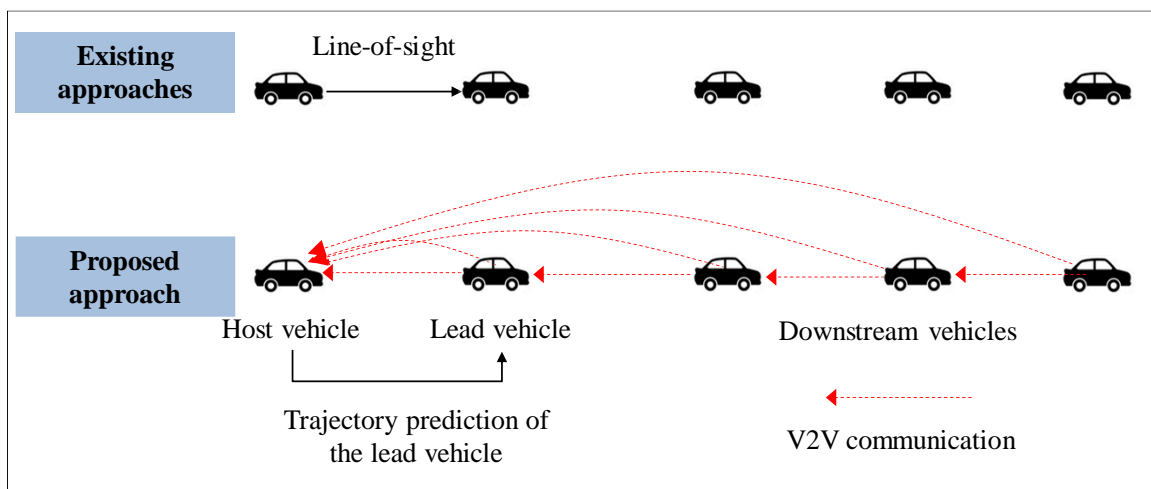 Existing
approaches
Line-of-sight
Proposed
approach
Host vehicle
Lead vehicle
Downstream vehicles
Trajectory prediction of
the lead vehicle
V2V communication